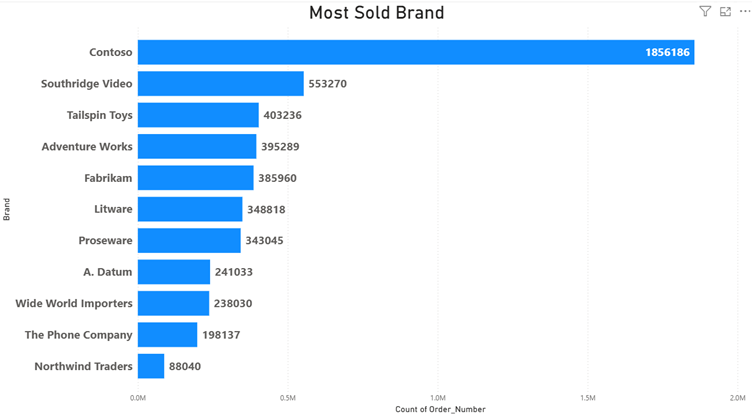 Most Sold Brand
Contoso 1856186
Southridge Video 553270
Tailspin Toys 403236
Adventure Works 395289
Fabrikam 385960
Litware 348818
Proseware 343045
A. Datum 241033
Wide World Importers 238030
The Phone Company 198137
Northwind Traders 88040
Brand
0.0M 0.5M 1.0M 1.5M 2.0M
Count of Order_Number